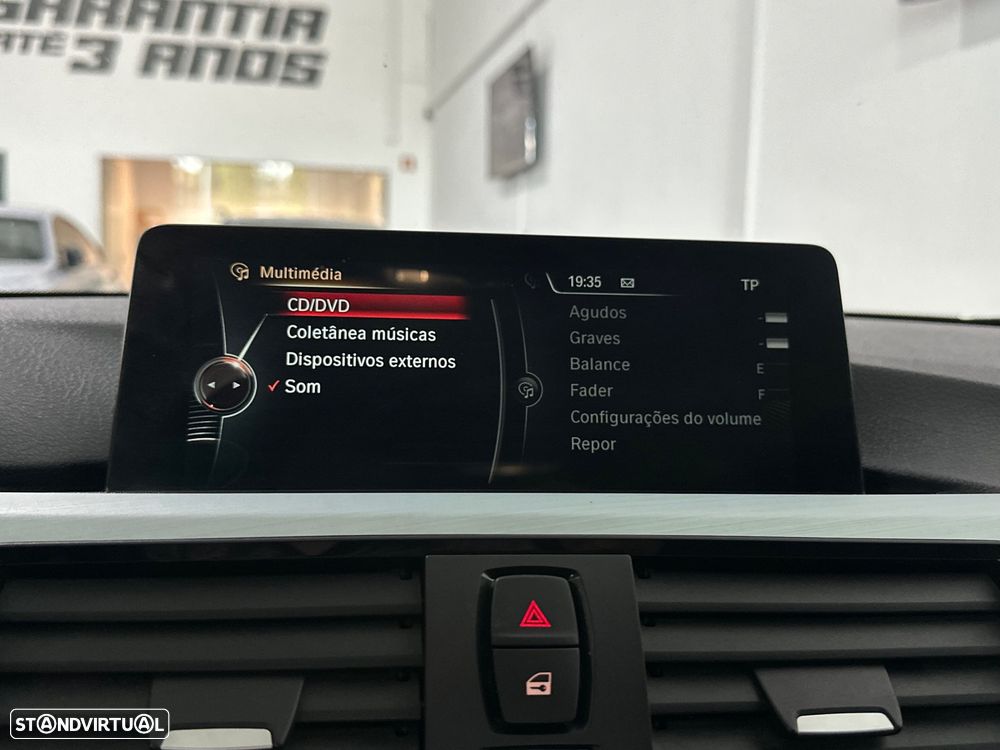 GARANTIA
ATÉ 3 ANOS
Multimédia
CD/DVD
Coletânea músicas
Dispositivos externos
✓ Som
19:35
TP
Agudos
Graves
Balance E
Fader F
Configurações do volume
Repor
STANDVIRTUAL